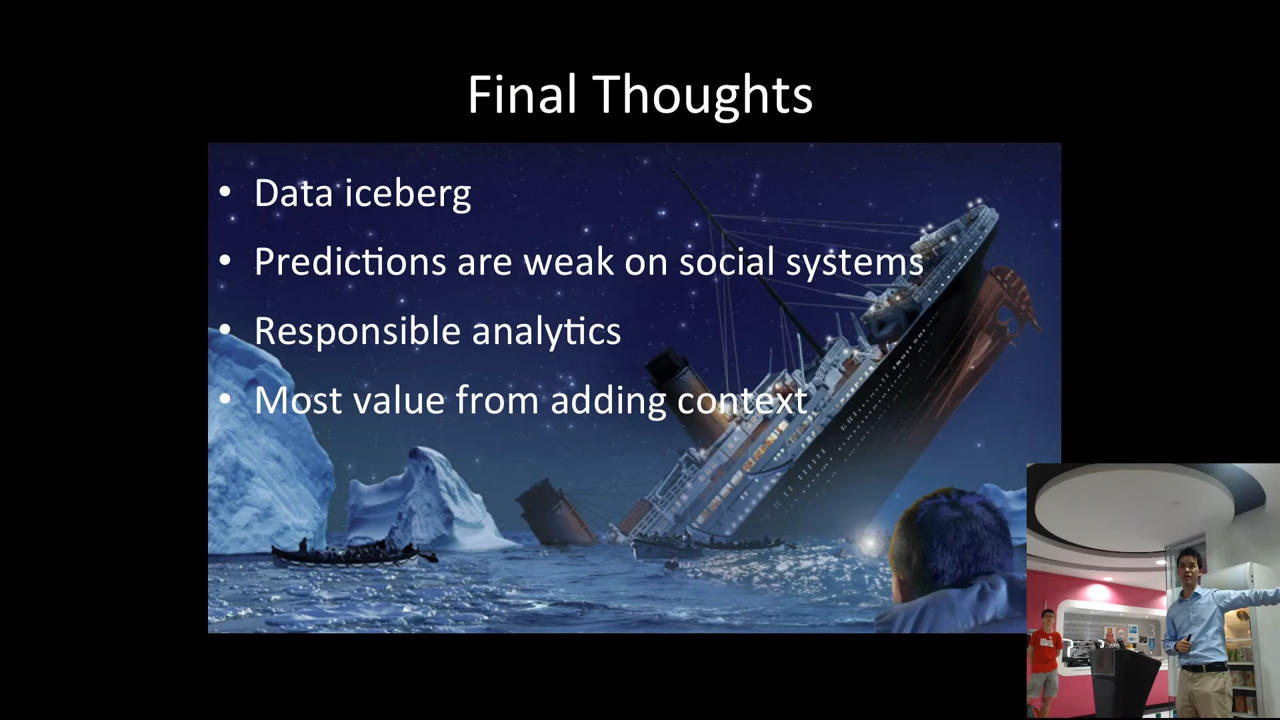 Final Thoughts
• Data iceberg
• Predictions are weak on social systems
• Responsible analytics
• Most value from adding context